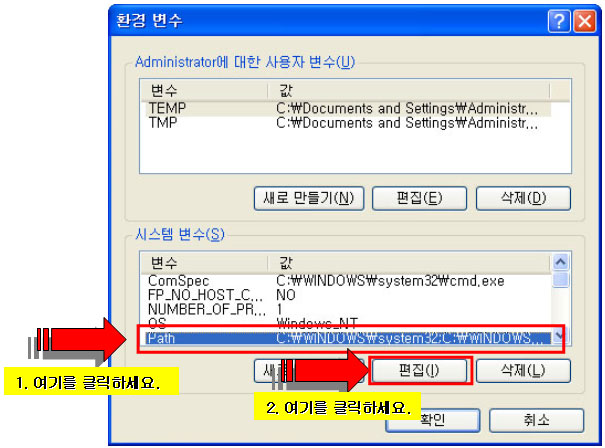 환경 변수
Administrator에 대한 사용자 변수(U)
변수 값
TEMP C:₩Documents and Settings₩Administr...
TMP C:₩Documents and Settings₩Administr...
새로 만들기(N) 편집(E) 삭제(D)
시스템 변수(S)
변수 값
ComSpec C:₩WINDOWS₩system32₩cmd.exe
FP_NO_HOST_C... NO
NUMBER_OF_PR... 1
OS Windows_NT
Path C:₩WINDOWS₩system32;C:₩WINDOWS...
편집(I) 삭제(L)
1. 여기를 클릭하세요.
2. 여기를 클릭하세요.
확인 취소